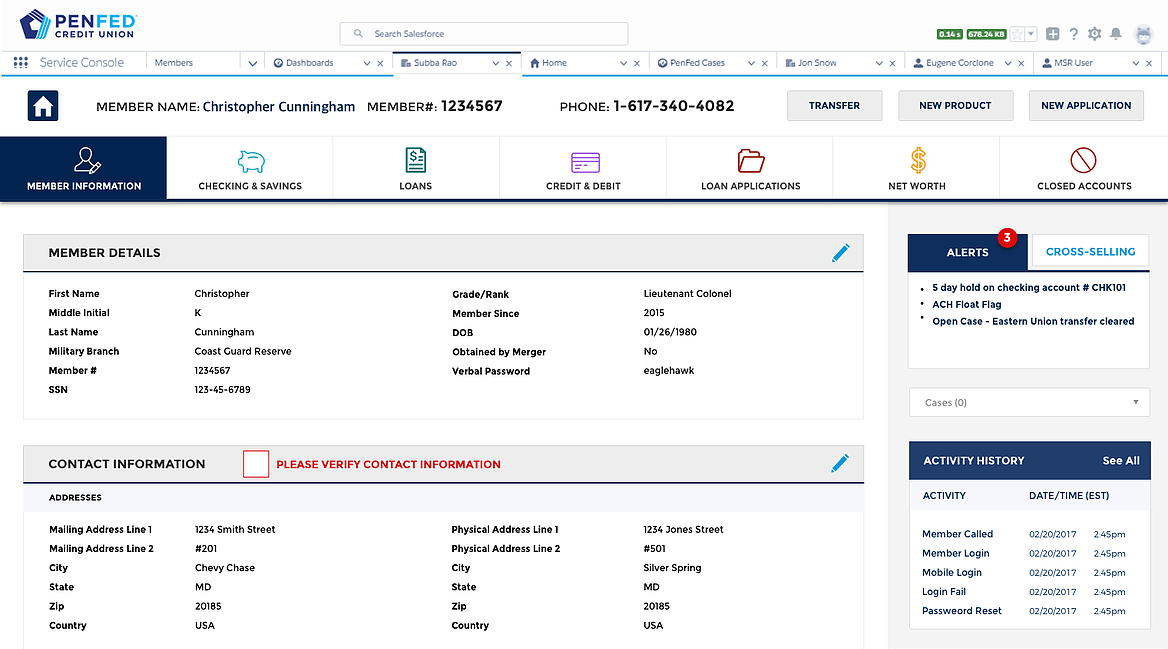 PENFED
CREDIT UNION
Search Salesforce
0.14 s 678.24 KB
Service Console Members Dashboards Subba Rao Home PenFed Cases Jon Snow Eugene Corclone MSR User
MEMBER NAME: Christopher Cunningham MEMBER#: 1234567 PHONE: 1-617-340-4082 TRANSFER NEW PRODUCT NEW APPLICATION
MEMBER INFORMATION CHECKING & SAVINGS LOANS CREDIT & DEBIT LOAN APPLICATIONS NET WORTH CLOSED ACCOUNTS
MEMBER DETAILS
First Name Christopher Grade/Rank Lieutenant Colonel
Middle Initial K Member Since 2015
Last Name Cunningham DOB 01/26/1980
Military Branch Coast Guard Reserve Obtained by Merger No
Member # 1234567 Verbal Password eaglehawk
SSN 123-45-6789
CONTACT INFORMATION PLEASE VERIFY CONTACT INFORMATION
ADDRESSES
Mailing Address Line 1 1234 Smith Street Physical Address Line 1 1234 Jones Street
Mailing Address Line 2 #201 Physical Address Line 2 #501
City Chevy Chase City Silver Spring
State MD State MD
Zip 20185 Zip 20185
Country USA Country USA
ALERTS 3 CROSS-SELLING
• 5 day hold on checking account # CHK101
• ACH Float Flag
• Open Case - Eastern Union transfer cleared
Cases (0)
ACTIVITY HISTORY See All
ACTIVITY DATE/TIME (EST)
Member Called 02/20/2017 2:45pm
Member Login 02/20/2017 2:45pm
Mobile Login 02/20/2017 2:45pm
Login Fail 02/20/2017 2:45pm
Passweord Reset 02/20/2017 2:45pm